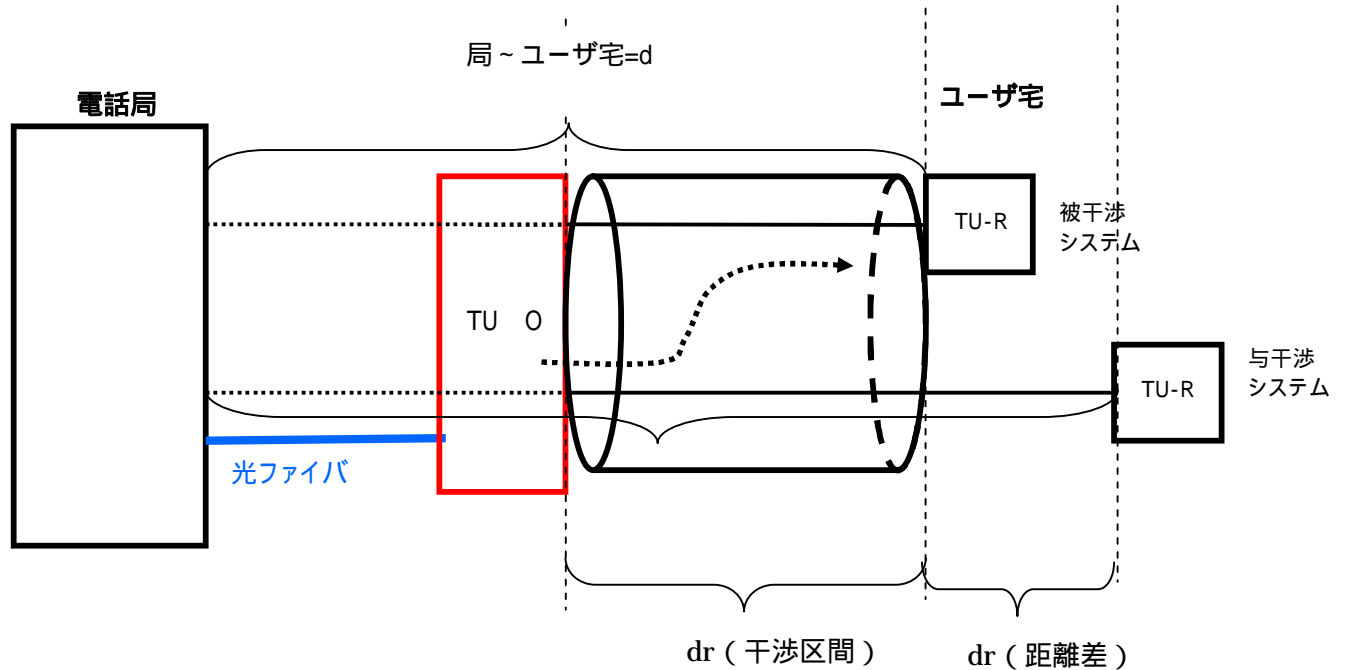 局～ユーザ宅=d
電話局
ユーザ宅
TU-R
被干渉
システム
TU O
TU-R
与干渉
システム
光ファイバ
dr（干渉区間）
dr（距離差）